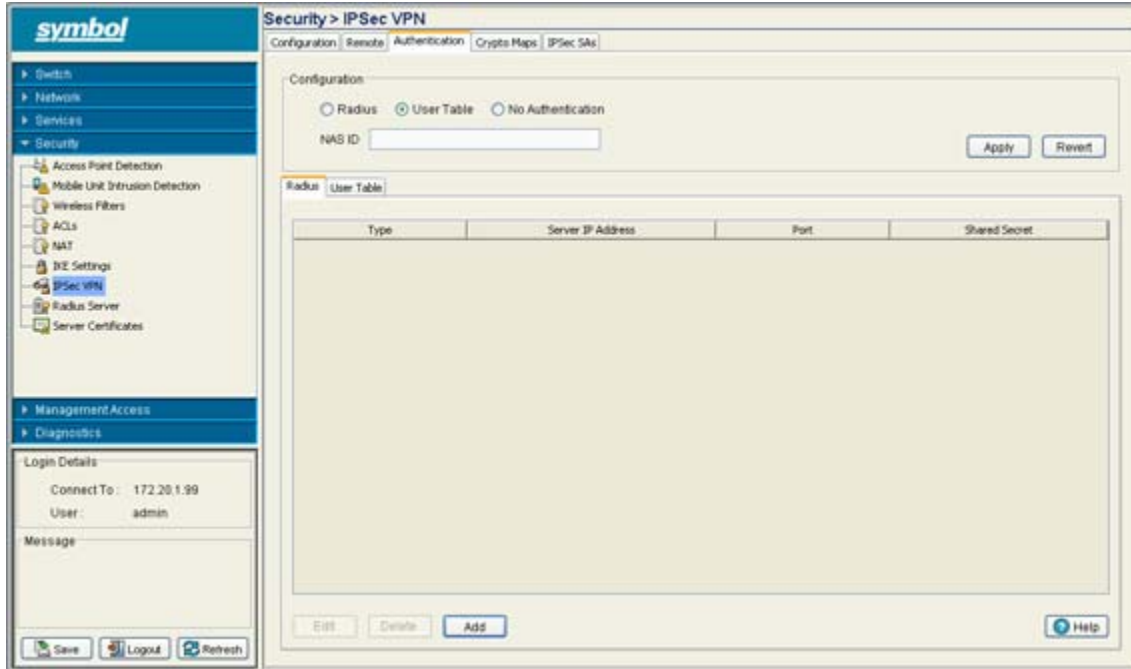 symbol
Security > IPSec VPN
Configuration Remote Authentication Crypto Maps IPSec SAs
Switch
Network
Services
Security
Access Point Detection
Mobile Unit Intrusion Detection
Wireless Filters
ACLs
NAT
IKE Settings
IPSec VPN
Radius Server
Server Certificates
Management Access
Diagnostics
Login Details
Connect To : 172.20.1.99
User : admin
Message
Save Logout Refresh
Configuration
Radius User Table No Authentication
NAS ID
Apply Revert
Radius User Table
Type Server IP Address Port Shared Secret
Edit Delete Add
Help